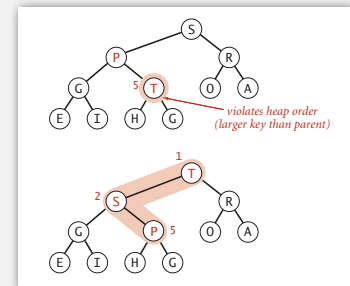 S
P R
G 5 T O A
E I H G
violates heap order
(larger key than parent)
1
T
2 S R
G P 5 O A
E I H G